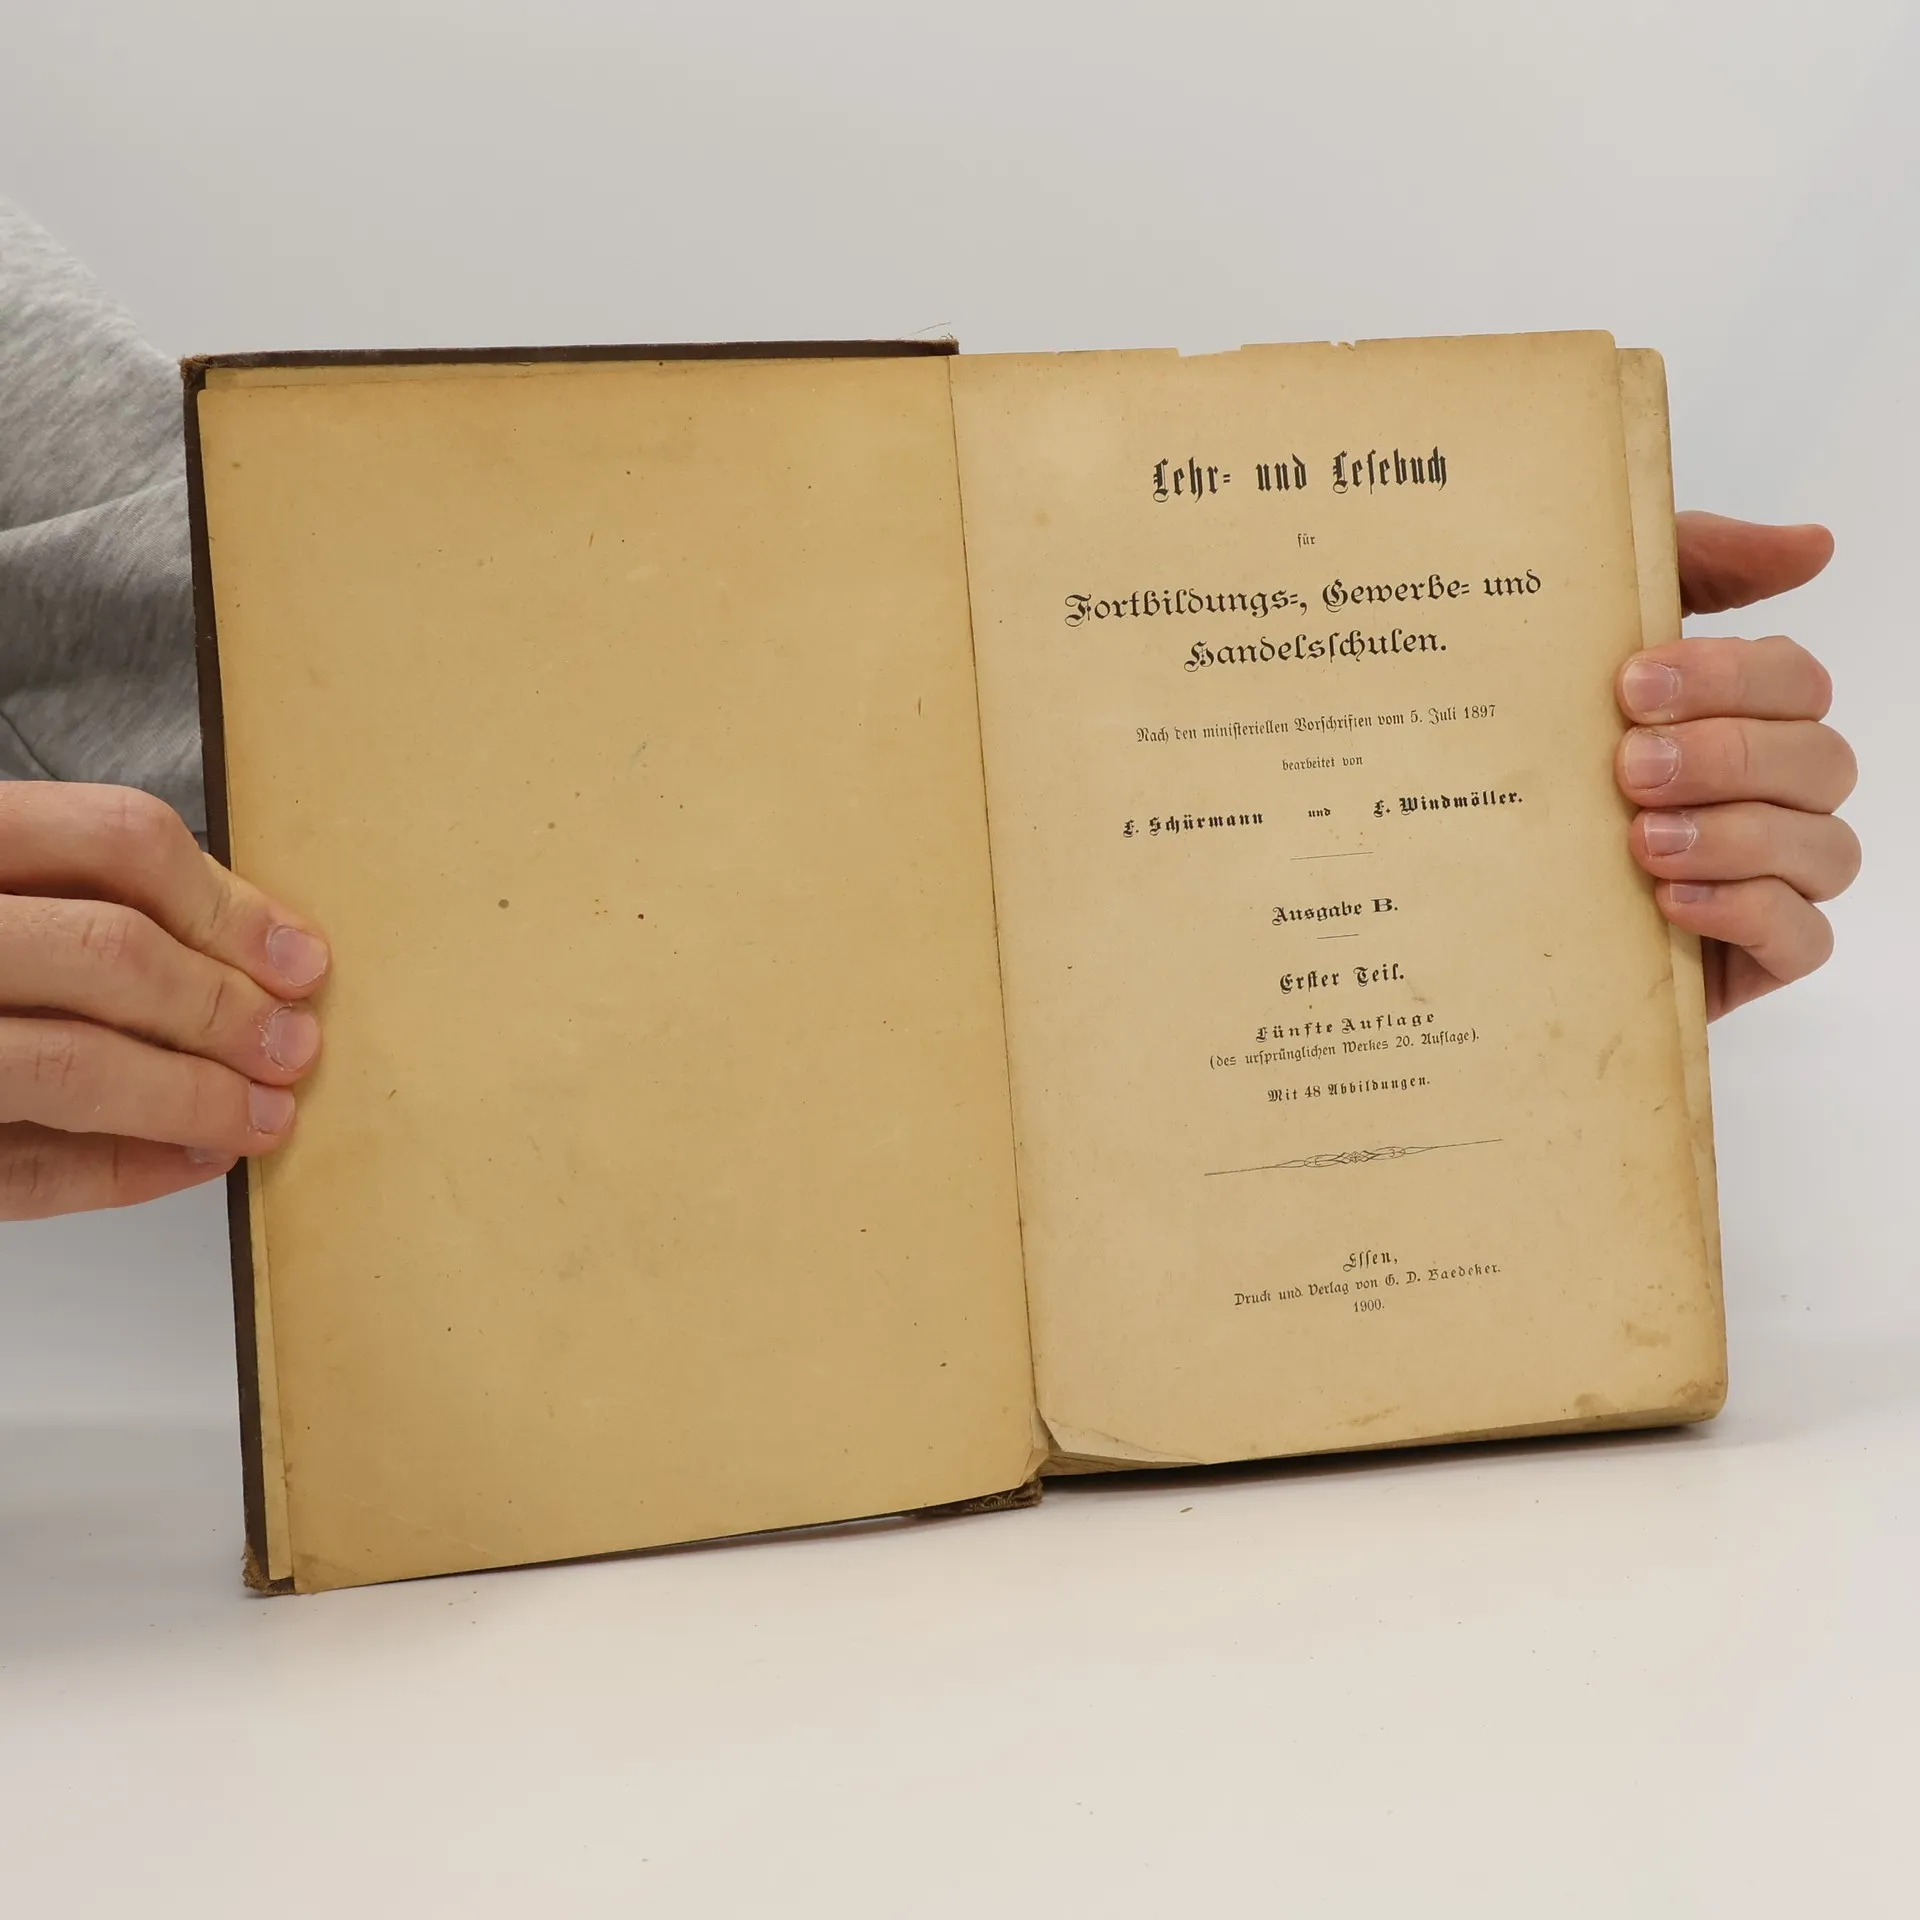 Lehr= und Leſebuch
für
Fortbildungs=, Gewerbe= und
Handelsſchulen.
Nach den miniſteriellen Vorſchriften vom 5. Juli 1897
bearbeitet von
F. Schürmann und F. Windmöller.
Ausgabe B.
Erſter Teil.
Fünfte Auflage
(des urſprünglichen Werkes 20. Auflage).
Mit 48 Abbildungen.
Eſſen,
Druck und Verlag von G. D. Baedeker.
1900.